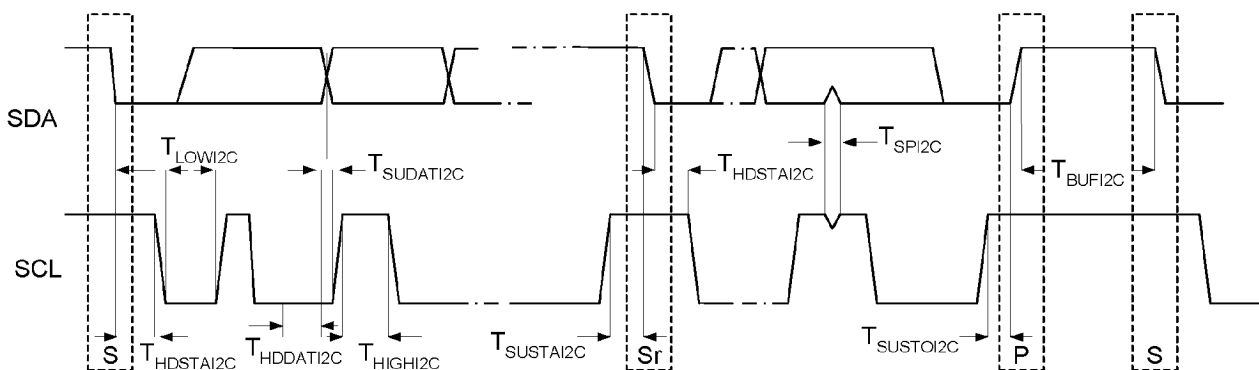 SDA
T_LOWI2C
T_SUDATI2C
T_HDSTAI2C
T_SPI2C
T_BUFI2C
SCL
S
T_HDSTAI2C
T_HDDATI2C
T_HIGHI2C
T_SUSTAI2C
Sr
T_SUSTOI2C
P
S